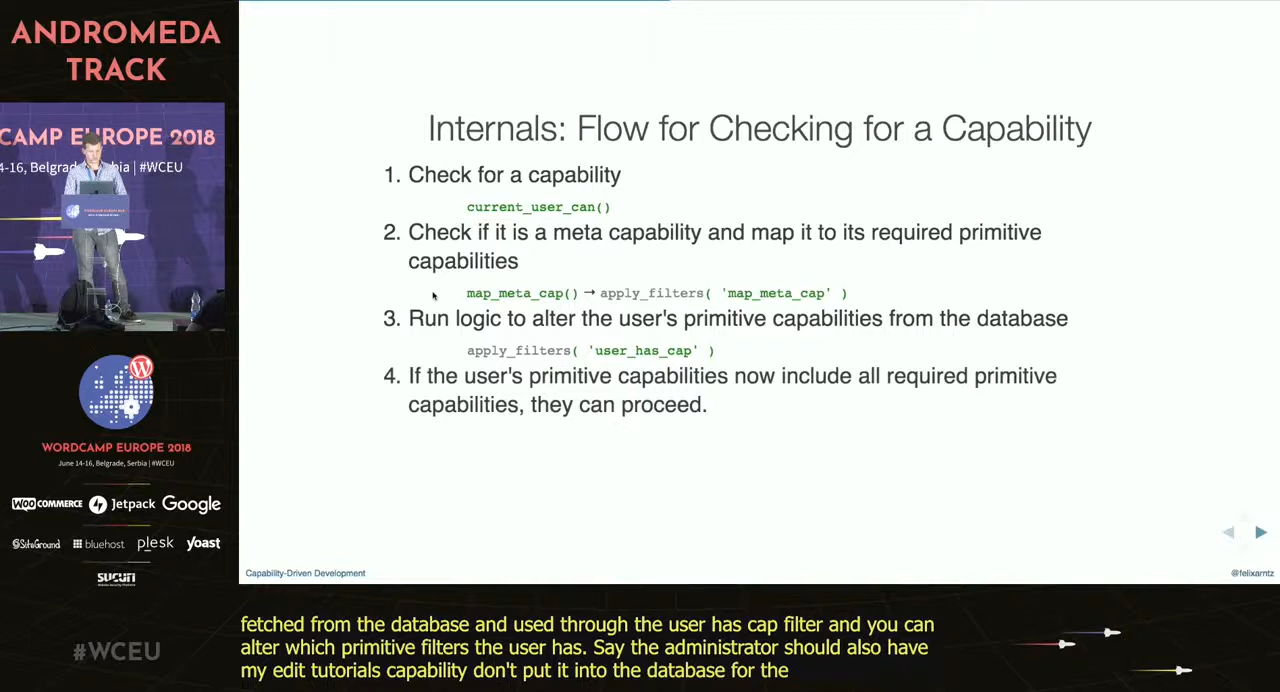 ANDROMEDA
TRACK
CAMP EUROPE 2018
4-16, Belgrad bia | #WCEU
WORDCAMP EUROPE 2018
June 14-16, Belgrade, Serbia | #WCEU
WOO COMMERCE Jetpack Google
SiteGround bluehost plesk yoast
SUCURI
#WCEU
Internals: Flow for Checking for a Capability
1. Check for a capability
current_user_can()
2. Check if it is a meta capability and map it to its required primitive
capabilities
map_meta_cap() → apply_filters( 'map_meta_cap' )
3. Run logic to alter the user's primitive capabilities from the database
apply_filters( 'user_has_cap' )
4. If the user's primitive capabilities now include all required primitive
capabilities, they can proceed.
Capability-Driven Development
@felixarntz
fetched from the database and used through the user has cap filter and you can
alter which primitive filters the user has. Say the administrator should also have
my edit tutorials capability don't put it into the database for the